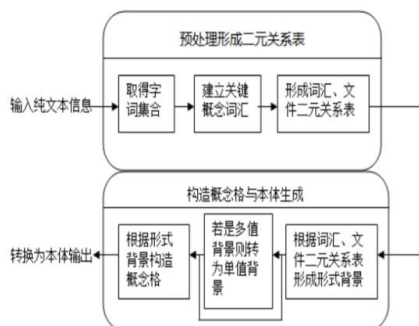 预处理形成二元关系表
输入纯文本信息
取得字
词集合
建立关键
概念词汇
形成词汇、文
件二元关系表
构造概念格与本体生成
转换为本体输出
根据形式
背景构造
概念格
若是多值
背景则转
为单值背
景
根据词汇、文
件二元关系表
形成形式背景